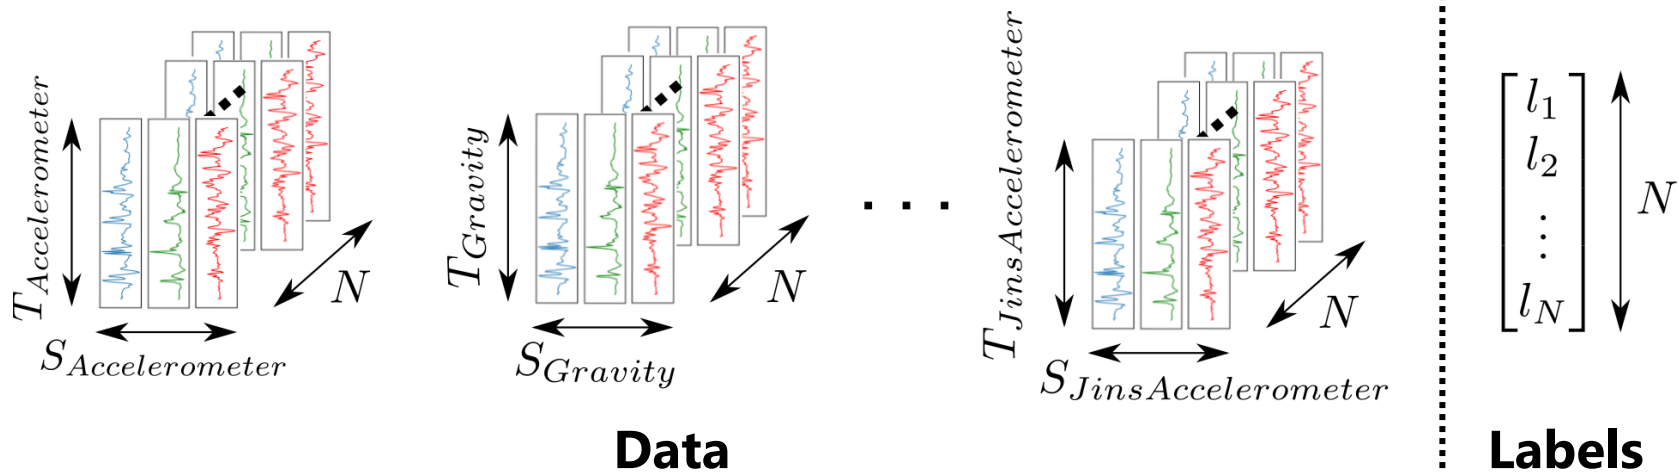 T_Accelerometer
N
S_Accelerometer
T_Gravity
N
S_Gravity
. . .
T_JinsAccelerometer
N
S_JinsAccelerometer
l_1
l_2
⋮
l_N
N
Data
Labels